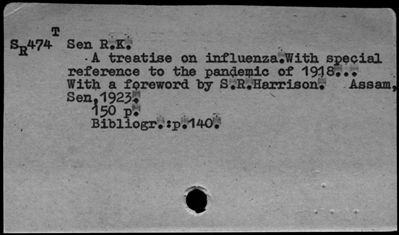 T
SR474 Sen R.K.
A treatise on influenza.With special
reference to the pandemic of 1918...
With a foreword by S.R.Harrison. Assam,
Sen,1923.
150 p.
Bibliogr.:p.140.